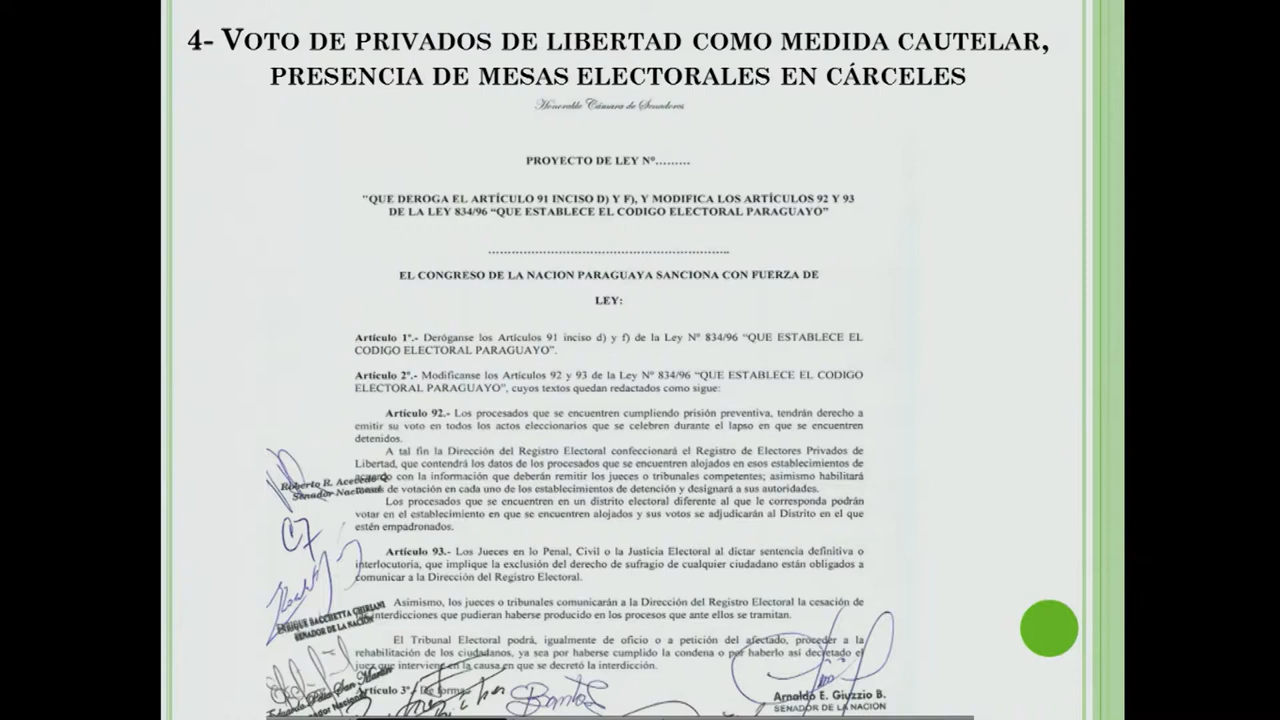 4- VOTO DE PRIVADOS DE LIBERTAD COMO MEDIDA CAUTELAR,
PRESENCIA DE MESAS ELECTORALES EN CÁRCELES
Honorable Cámara de Senadores
PROYECTO DE LEY Nº.........
"QUE DEROGA EL ARTÍCULO 91 INCISO D) Y F), Y MODIFICA LOS ARTÍCULOS 92 Y 93
DE LA LEY 834/96 "QUE ESTABLECE EL CODIGO ELECTORAL PARAGUAYO"
EL CONGRESO DE LA NACION PARAGUAYA SANCIONA CON FUERZA DE
LEY:
Artículo 1º.- Deróganse los Artículos 91 inciso d) y f) de la Ley Nº 834/96 "QUE ESTABLECE EL
CODIGO ELECTORAL PARAGUAYO".
Artículo 2º.- Modifícanse los Artículos 92 y 93 de la Ley Nº 834/96 "QUE ESTABLECE EL CODIGO
ELECTORAL PARAGUAYO", cuyos textos quedan redactados como sigue:
Artículo 92.- Los procesados que se encuentren cumpliendo prisión preventiva, tendrán derecho a
emitir su voto en todos los actos eleccionarios que se celebren durante el lapso en que se encuentren
detenidos.
A tal fin la Dirección del Registro Electoral confeccionará el Registro de Electores Privados de
Libertad, que contendrá los datos de los procesados que se encuentren alojados en esos establecimientos de
acuerdo con la información que deberán remitir los jueces o tribunales competentes; asimismo habilitará
mesas de votación en cada uno de los establecimientos de detención y designará a sus autoridades.
Los procesados que se encuentren en un distrito electoral diferente al que le corresponda podrán
votar en el establecimiento en que se encuentren alojados y sus votos se adjudicarán al Distrito en el que
estén empadronados.
Roberto R. Acevedo Q
Senador Nacional
Artículo 93.- Los Jueces en lo Penal, Civil o la Justicia Electoral al dictar sentencia definitiva o
interlocutoria, que implique la exclusión del derecho de sufragio de cualquier ciudadano están obligados a
comunicar a la Dirección del Registro Electoral.
Asimismo, los jueces o tribunales comunicarán a la Dirección del Registro Electoral la cesación de
interdicciones que pudieran haberse producido en los procesos que ante ellos se tramitan.
ENRIQUE BACCHETTA CHIRIANI
SENADOR DE LA NACIÓN
El Tribunal Electoral podrá, igualmente de oficio o a petición del afectado, proceder a la
rehabilitación de los ciudadanos, ya sea por haberse cumplido la condena o por haberlo así decretado el
juez que interviene en la causa en que se decretó la interdicción.
San Martín
Senador Nacional
Artículo 3º.- De forma
Arnaldo E. Giuzzio B.
SENADOR DE LA NACIÓN